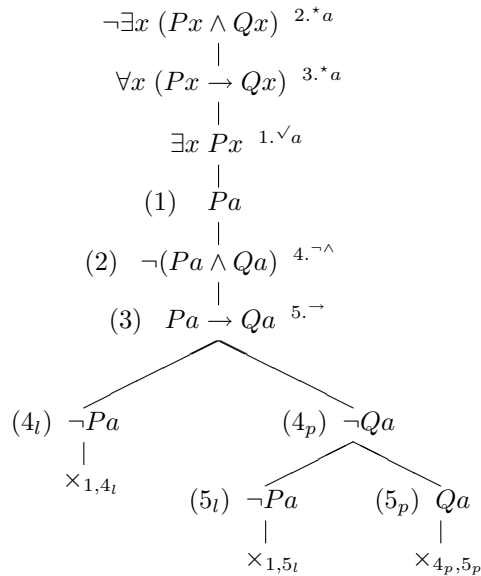 ¬∃x (Px ∧ Qx) 2.⋆a
∀x (Px → Qx) 3.⋆a
∃x Px 1.√a
(1) Pa
(2) ¬(Pa ∧ Qa) 4.¬∧
(3) Pa → Qa 5.→
(4l) ¬Pa (4p) ¬Qa
×1,4l
(5l) ¬Pa (5p) Qa
×1,5l ×4p,5p